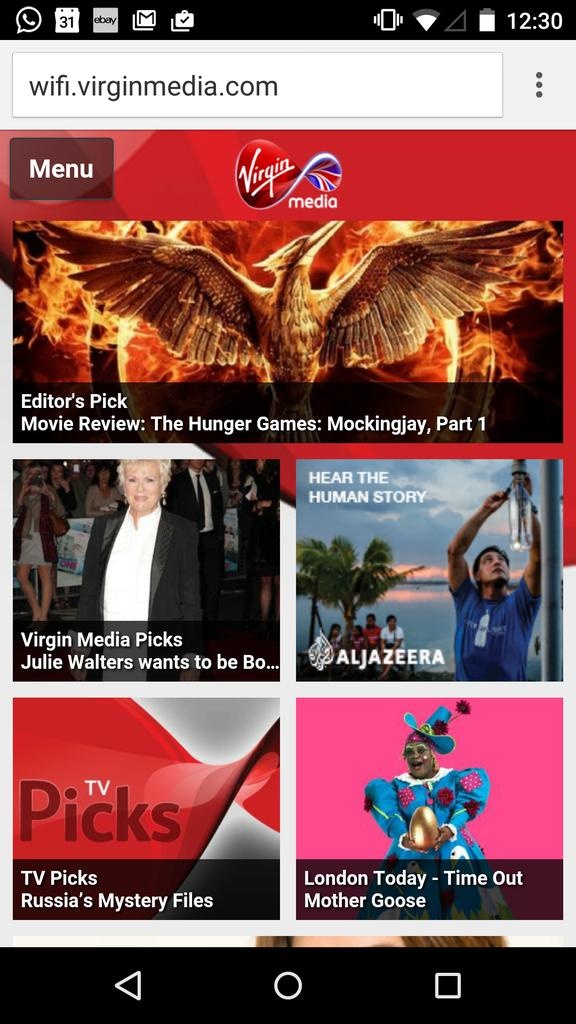 31
ebay
12:30
wifi.virginmedia.com
Menu
Virgin
media
Editor's Pick
Movie Review: The Hunger Games: Mockingjay, Part 1
HEAR THE
HUMAN STORY
Virgin Media Picks
Julie Walters wants to be Bo...
ALJAZEERA
TV
Picks
TV Picks
Russia’s Mystery Files
London Today - Time Out
Mother Goose